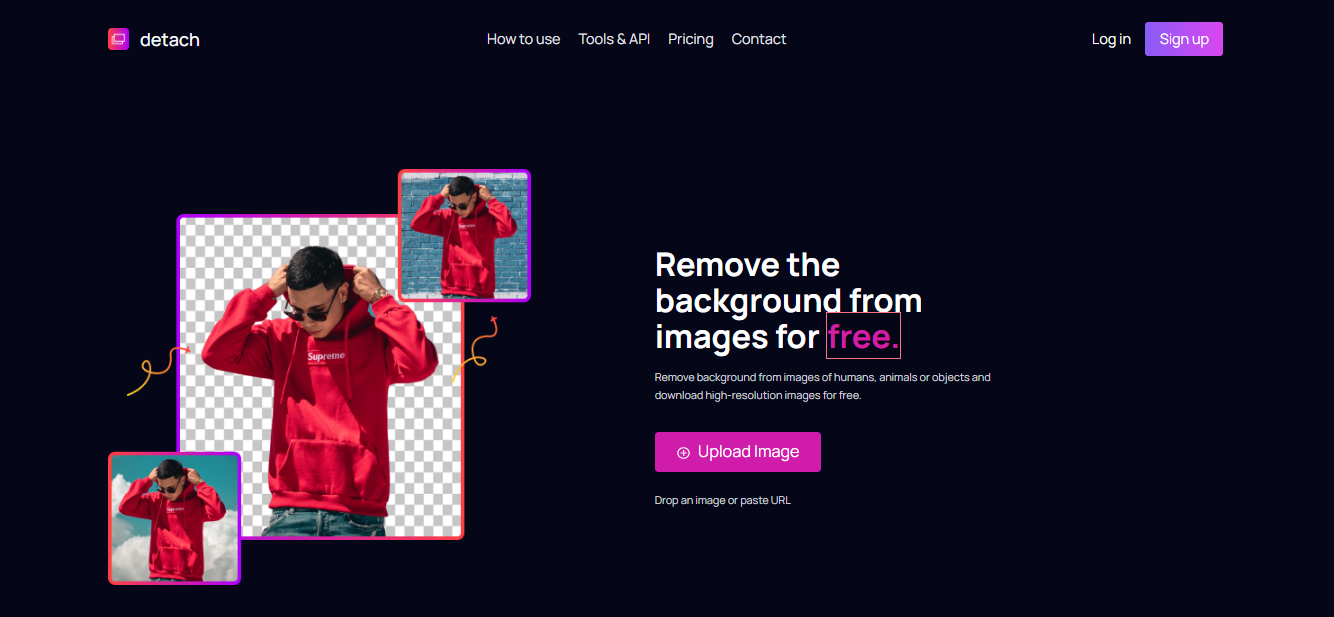 detach
How to use
Tools & API
Pricing
Contact
Log in
Sign up
Supreme
Supreme
Remove the
background from
images for free.
Remove background from images of humans, animals or objects and
download high-resolution images for free.
Upload Image
Drop an image or paste URL
Supreme